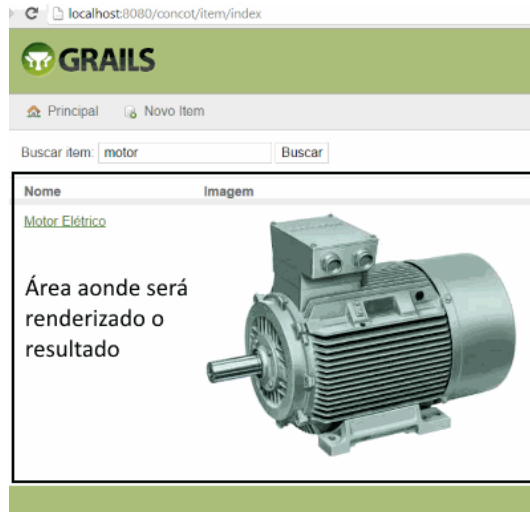 localhost:8080/concot/item/index
GRAILS
Principal Novo Item
Buscar item: motor Buscar
Nome Imagem
Motor Elétrico
Área aonde será
renderizado o
resultado